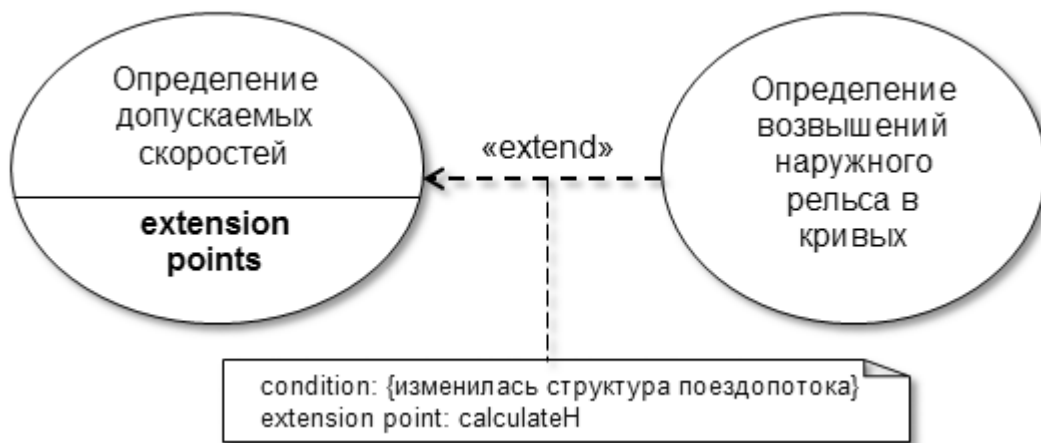 Определение
допускаемых
скоростей
extension
points
«extend»
Определение
возвышений
наружного
рельса в
кривых
condition: {изменилась структура поездопотока}
extension point: calculateH